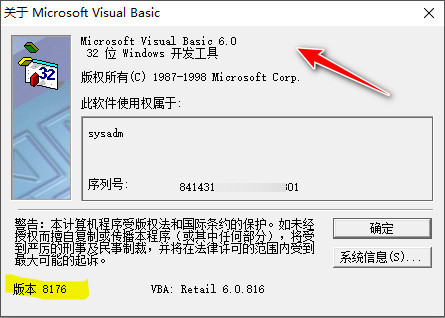 关于 Microsoft Visual Basic
Microsoft Visual Basic 6.0
32 位 Windows 开发工具
版权所有(C) 1987-1998 Microsoft Corp.
此软件使用权属于:
sysadm
序列号: 841431 01
警告: 本计算机程序受版权法和国际条约的保护。如未经
授权而擅自复制或传播本程序（或其中任何部分），将受
到严厉的刑事及民事制裁，并将在法律许可的范围内受到
最大可能的起诉。
确定
系统信息(S)...
版本 8176 VBA: Retail 6.0.816
32